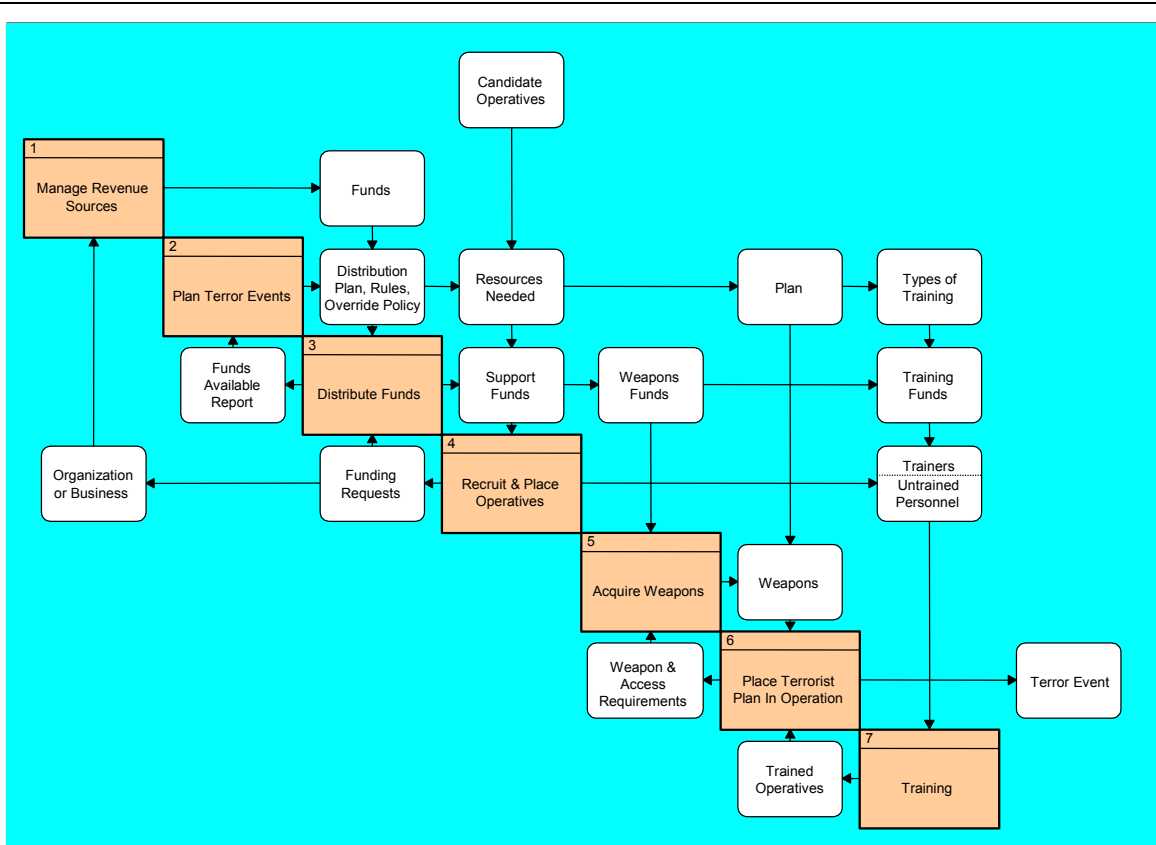 Candidate
Operatives
1
Manage Revenue
Sources
Funds
2
Plan Terror Events
Distribution
Plan, Rules,
Override Policy
Resources
Needed
Plan
Types of
Training
Funds
Available
Report
3
Distribute Funds
Support
Funds
Weapons
Funds
Training
Funds
Organization
or Business
Funding
Requests
4
Recruit & Place
Operatives
Trainers
Untrained
Personnel
5
Acquire Weapons
Weapons
Weapon &
Access
Requirements
6
Place Terrorist
Plan In Operation
Terror Event
Trained
Operatives
7
Training